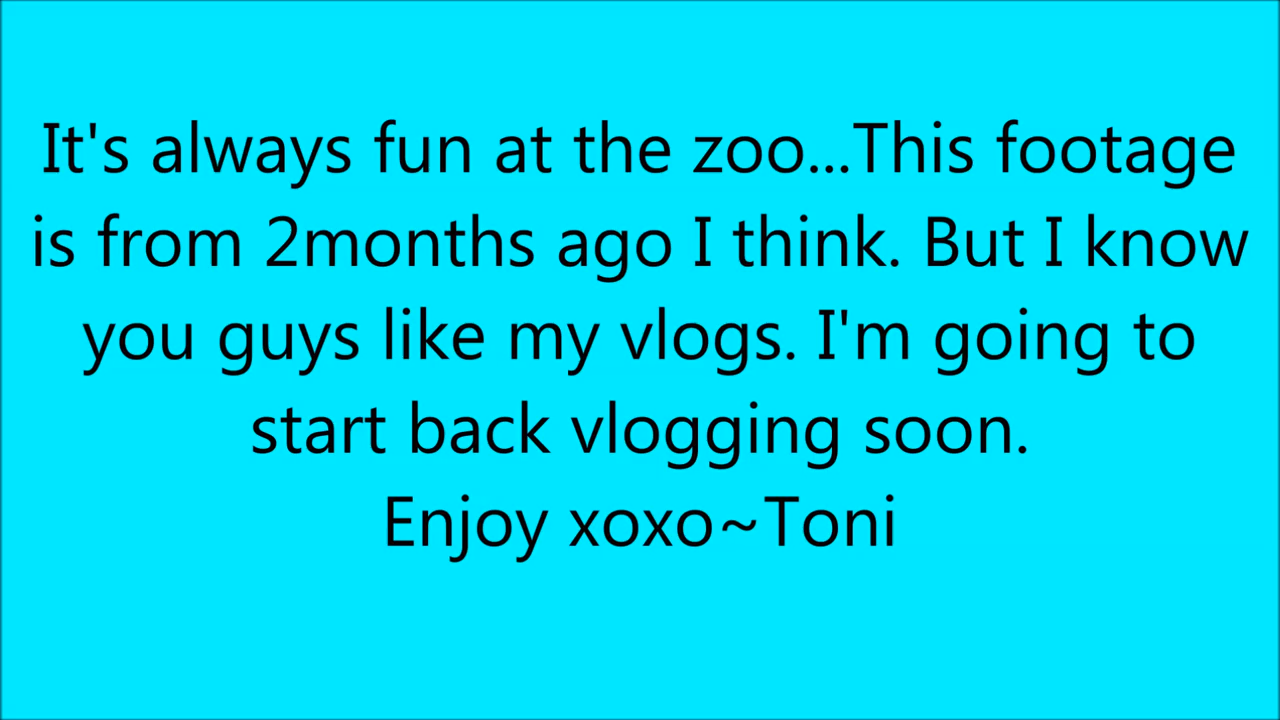 It's always fun at the zoo...This footage
is from 2months ago I think. But I know
you guys like my vlogs. I'm going to
start back vlogging soon.
Enjoy xoxo~Toni